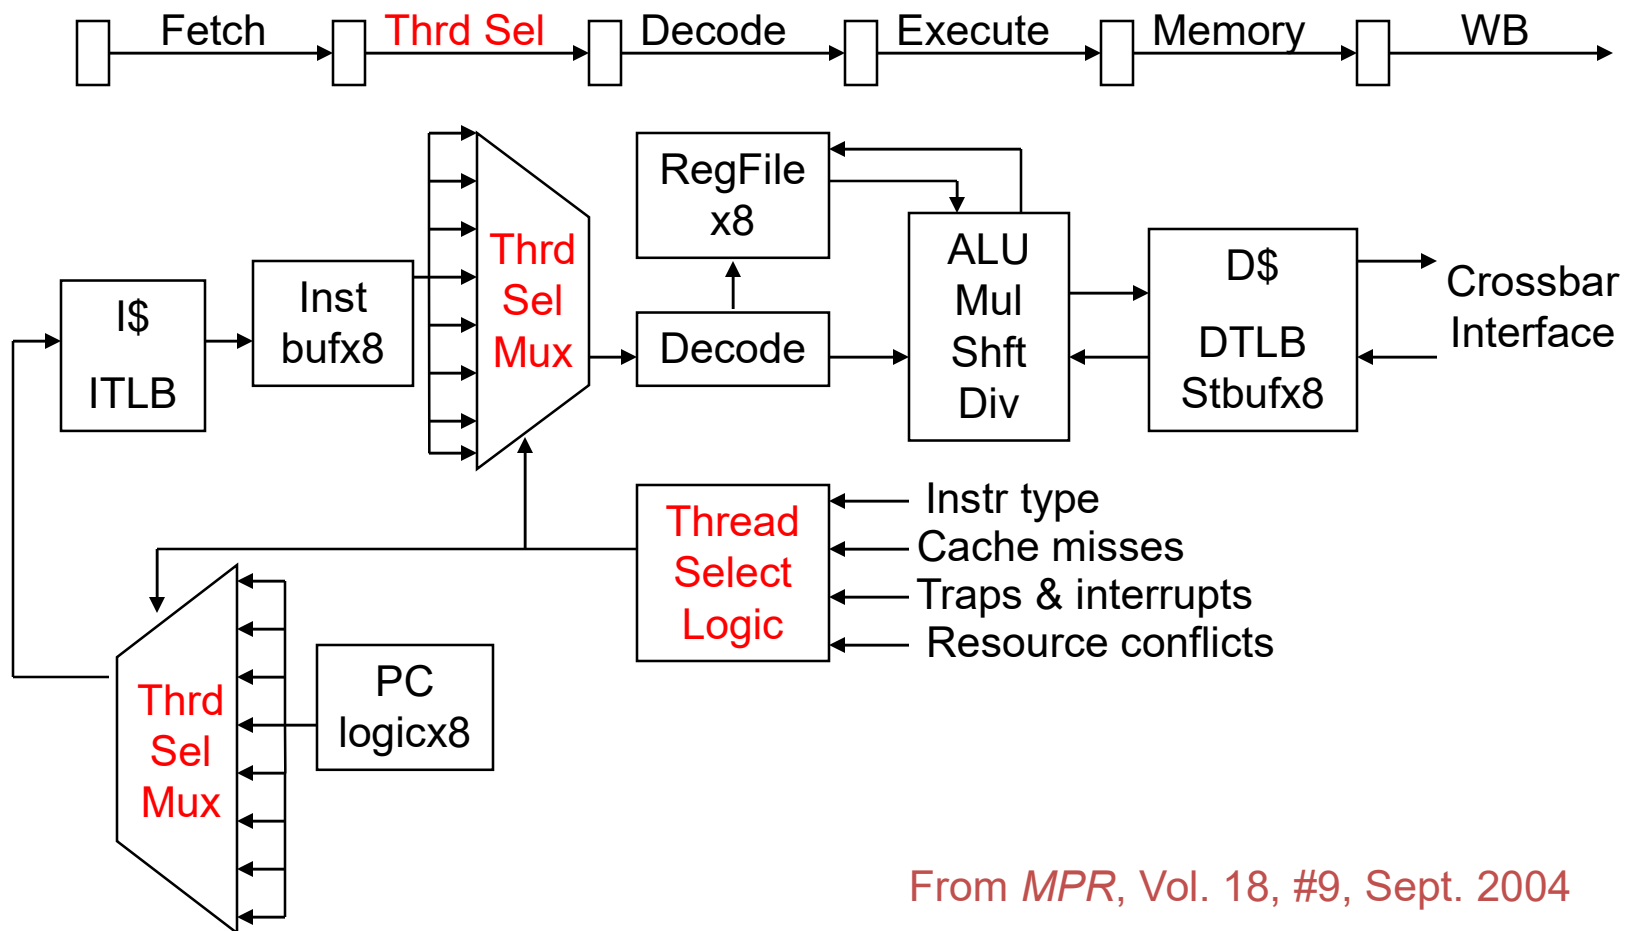 Fetch
Thrd Sel
Decode
Execute
Memory
WB
RegFile
x8
Thrd
Sel
Mux
I$
ITLB
Inst
bufx8
Decode
ALU
Mul
Shft
Div
D$
DTLB
Stbufx8
Crossbar
Interface
Thread
Select
Logic
Instr type
Cache misses
Traps & interrupts
Resource conflicts
Thrd
Sel
Mux
PC
logicx8
From MPR, Vol. 18, #9, Sept. 2004